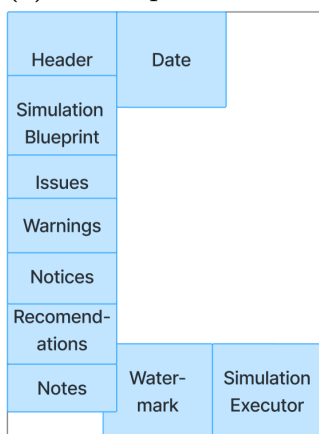 Header
Date
Simulation
Blueprint
Issues
Warnings
Notices
Recomend-
ations
Notes
Water-
mark
Simulation
Executor